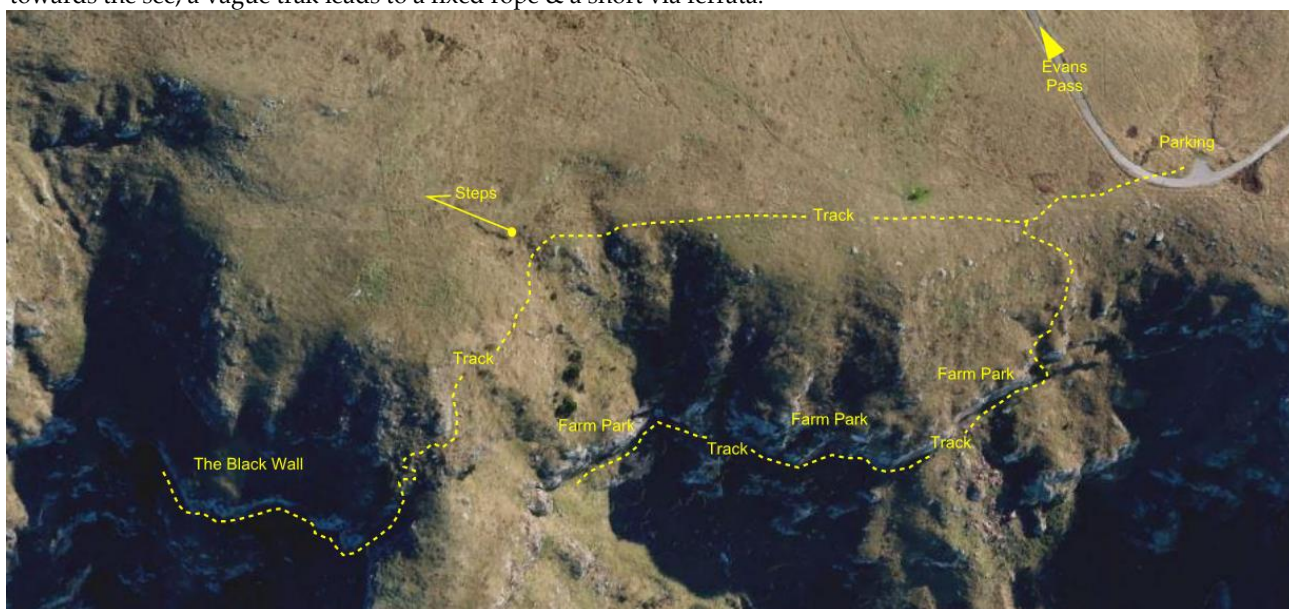 towards the see, a vague trak leads to a fixed rope & a short via ferrata.
Evans
Pass
Parking
Steps
Track
Track
Farm Park
Farm Park
Farm Park
Track
Track
The Black Wall